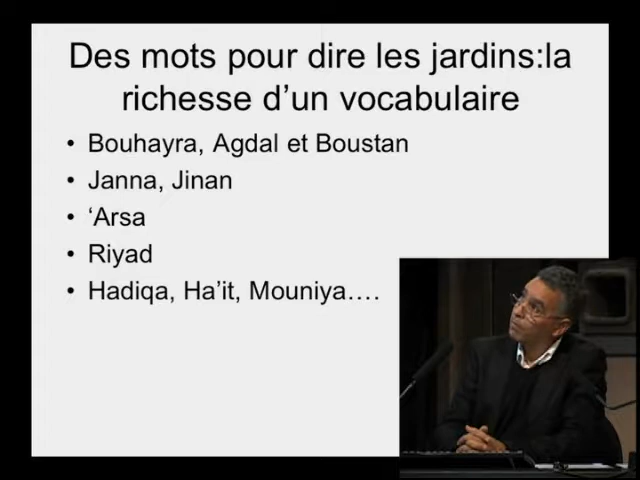 Des mots pour dire les jardins:la
richesse d’un vocabulaire
• Bouhayra, Agdal et Boustan
• Janna, Jinan
• ‘Arsa
• Riyad
• Hadiqa, Ha’it, Mouniya….